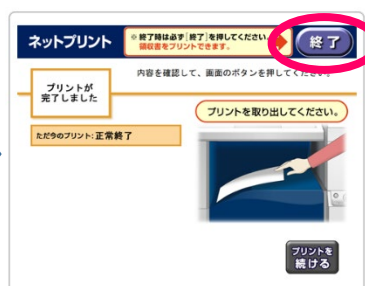 ネットプリント
※ 終了時は必ず[終了]を押してください。
領収書をプリントできます。
終了
内容を確認して、画面のボタンを押してください。
プリントが
完了しました
プリントを取り出してください。
ただ今のプリント:正常終了
プリントを
続ける